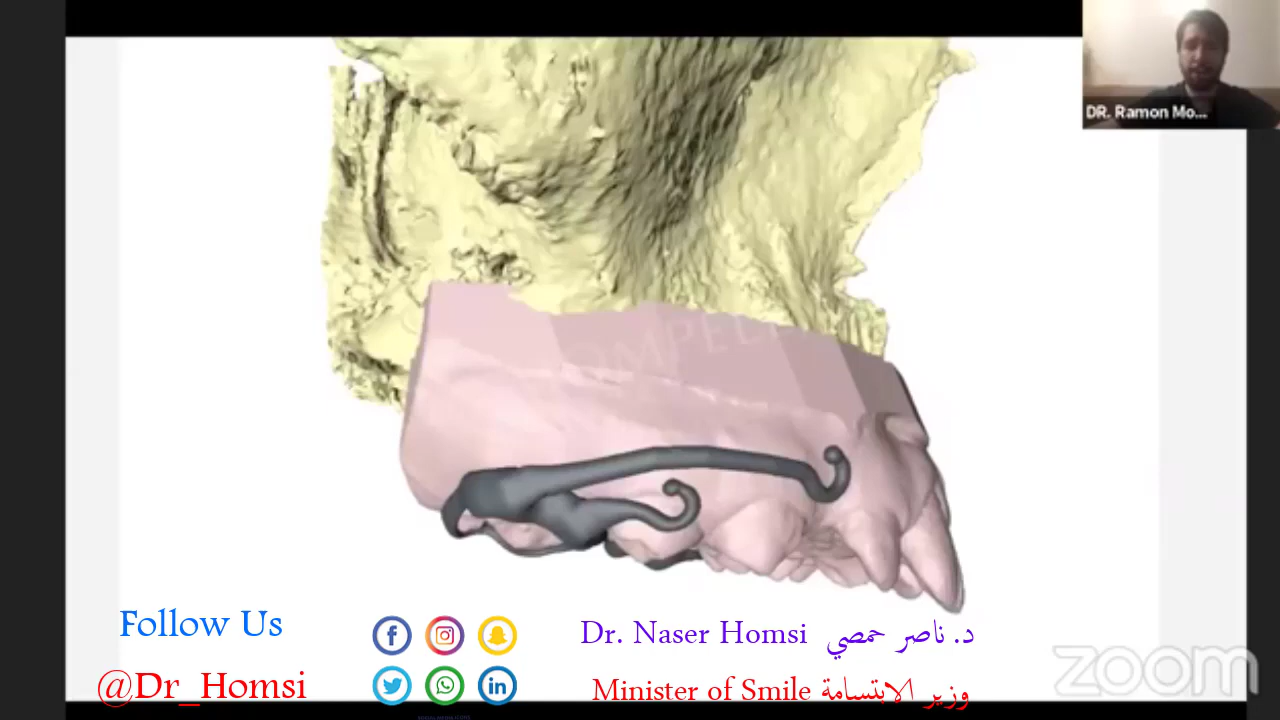 DR. Ramon Mo...
Follow Us
@Dr_Homsi
Dr. Naser Homsi د. ناصر حمصي
Minister of Smile وزير الابتسامة
zoom